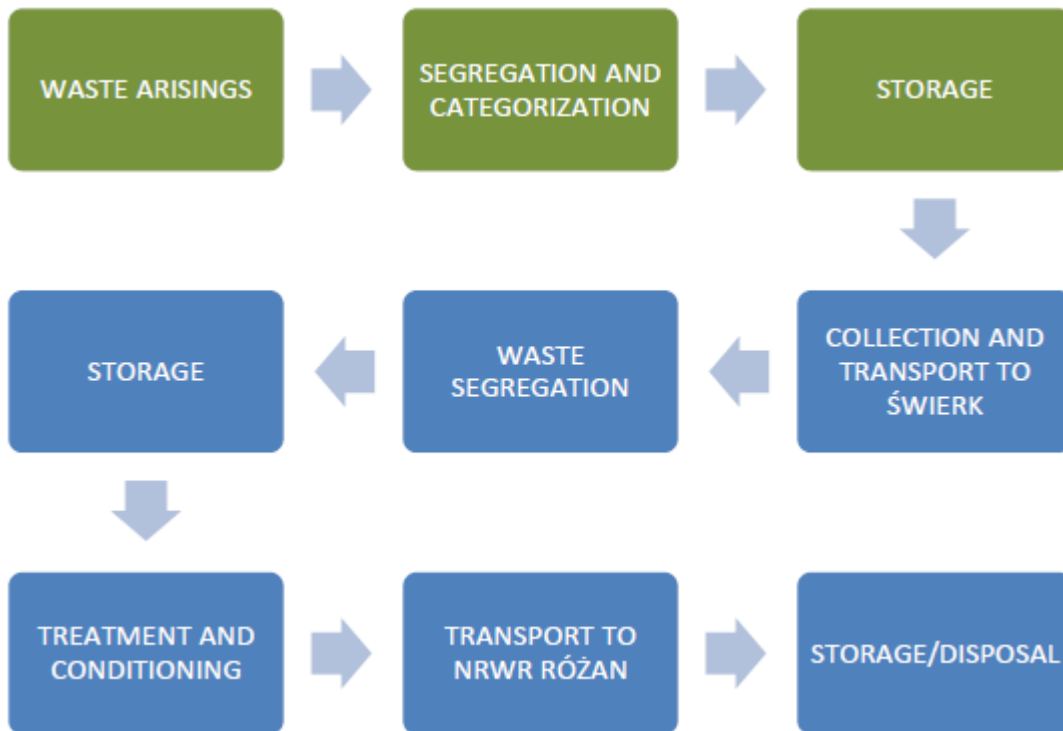 WASTE ARISINGS
SEGREGATION AND
CATEGORIZATION
STORAGE
COLLECTION AND
TRANSPORT TO
ŚWIERK
WASTE
SEGREGATION
STORAGE
TREATMENT AND
CONDITIONING
TRANSPORT TO
NRWR RÓŻAN
STORAGE/DISPOSAL